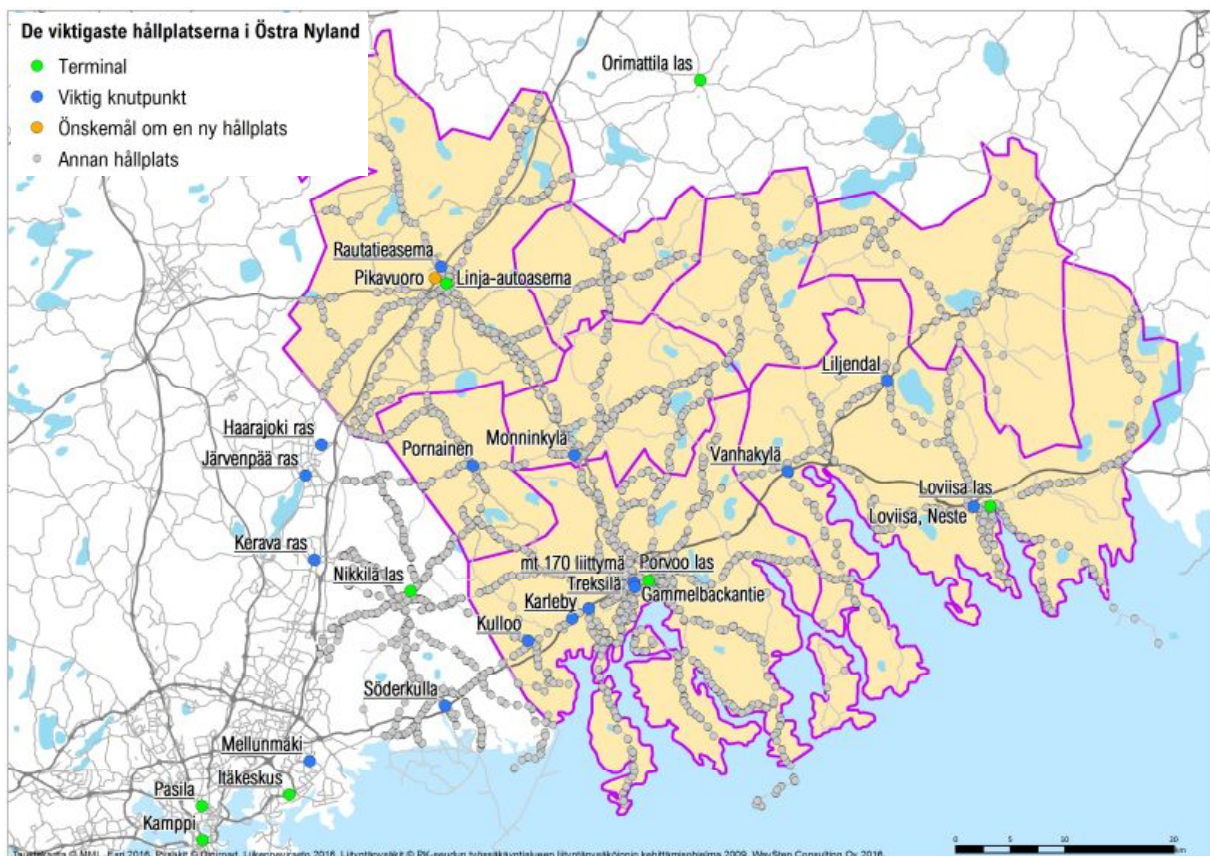 De viktigaste hållplatserna i Östra Nyland
Terminal
Viktig knutpunkt
Önskemål om en ny hållplats
Annan hållplats
Orimattila las
Rautatieasema
Pikavuoro
Linja-autoasema
Liljendal
Haarajoki ras
Järvenpää ras
Pornainen
Monninkylä
Vanhakylä
Loviisa las
Loviisa, Neste
Kerava ras
Nikkilä las
mt 170 liittymä
Porvoo las
Treksilä
Gammelbackantie
Karleby
Kulloo
Söderkulla
Mellunmäki
Itäkeskus
Pasila
Kamppi
0 5 10 20
km